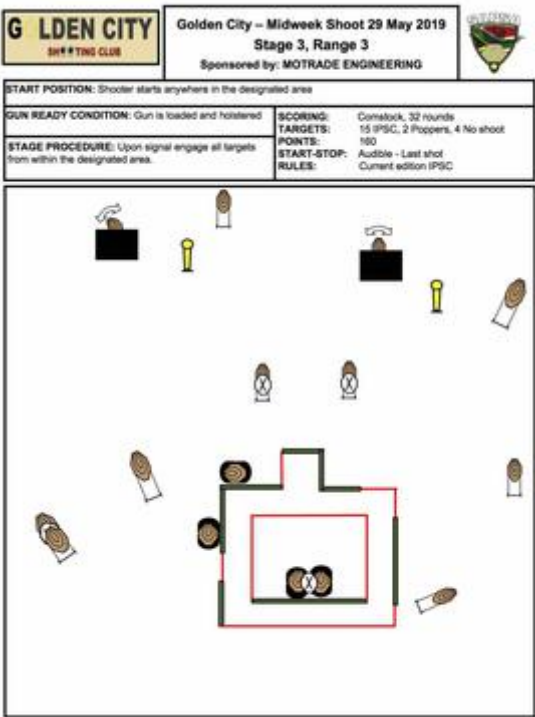 G LDEN CITY
SH TING CLUB
Golden City – Midweek Shoot 29 May 2019
Stage 3, Range 3
Sponsored by: MOTRADE ENGINEERING
START POSITION: Shooter starts anywhere in the designated area
GUN READY CONDITION: Gun is loaded and holstered
STAGE PROCEDURE: Upon signal engage all targets
from within the designated area.
SCORING: Comstock, 32 rounds
TARGETS: 15 IPSC, 2 Poppers, 4 No shoot
POINTS: 160
START-STOP: Audible - Last shot
RULES: Current edition IPSC
X
X
X